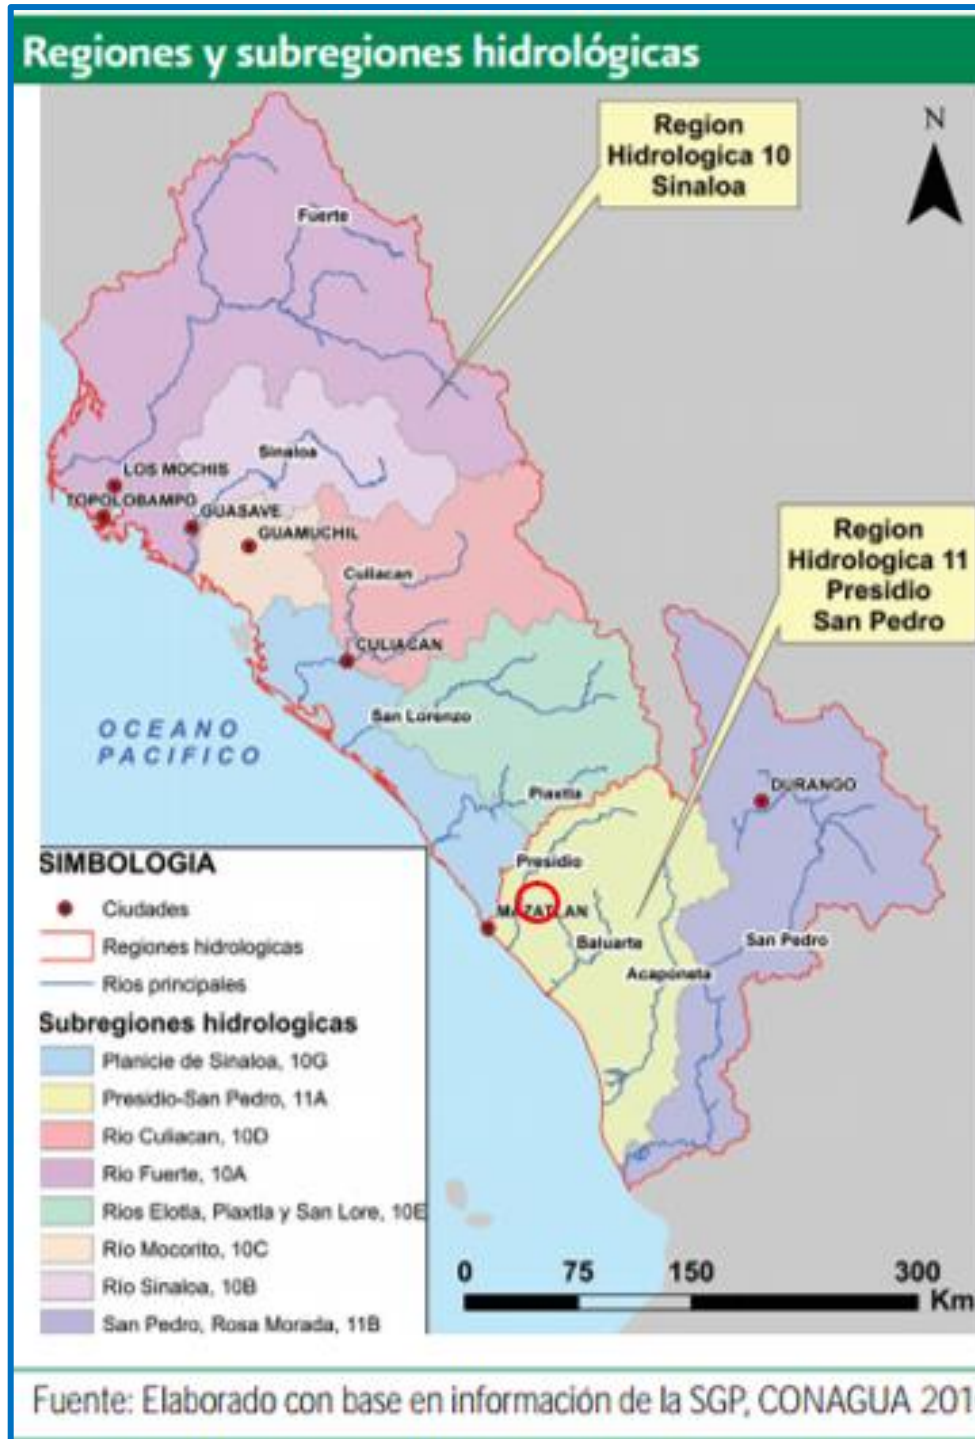 Regiones y subregiones hidrológicas
Region
Hidrologica 10
Sinaloa
N
Fuerte
Sinaloa
LOS MOCHIS
TOPOLOBAMPO
GUASAVE
GUAMUCHIL
Region
Hidrologica 11
Presidio
San Pedro
Culiacan
CULIACAN
San Lorenzo
OCEANO
PACIFICO
Piaxtla
DURANGO
Presidio
MAZATLAN
Baluarte
San Pedro
Acaponeta
SIMBOLOGIA
Ciudades
Regiones hidrologicas
Rios principales
Subregiones hidrologicas
Planicie de Sinaloa, 10G
Presidio-San Pedro, 11A
Rio Culiacan, 10D
Rio Fuerte, 10A
Rios Elotla, Piaxtla y San Lore, 10E
Rio Mocorito, 10C
Rio Sinaloa, 10B
San Pedro, Rosa Morada, 11B
0 75 150 300
Km
Fuente: Elaborado con base en información de la SGP, CONAGUA 201